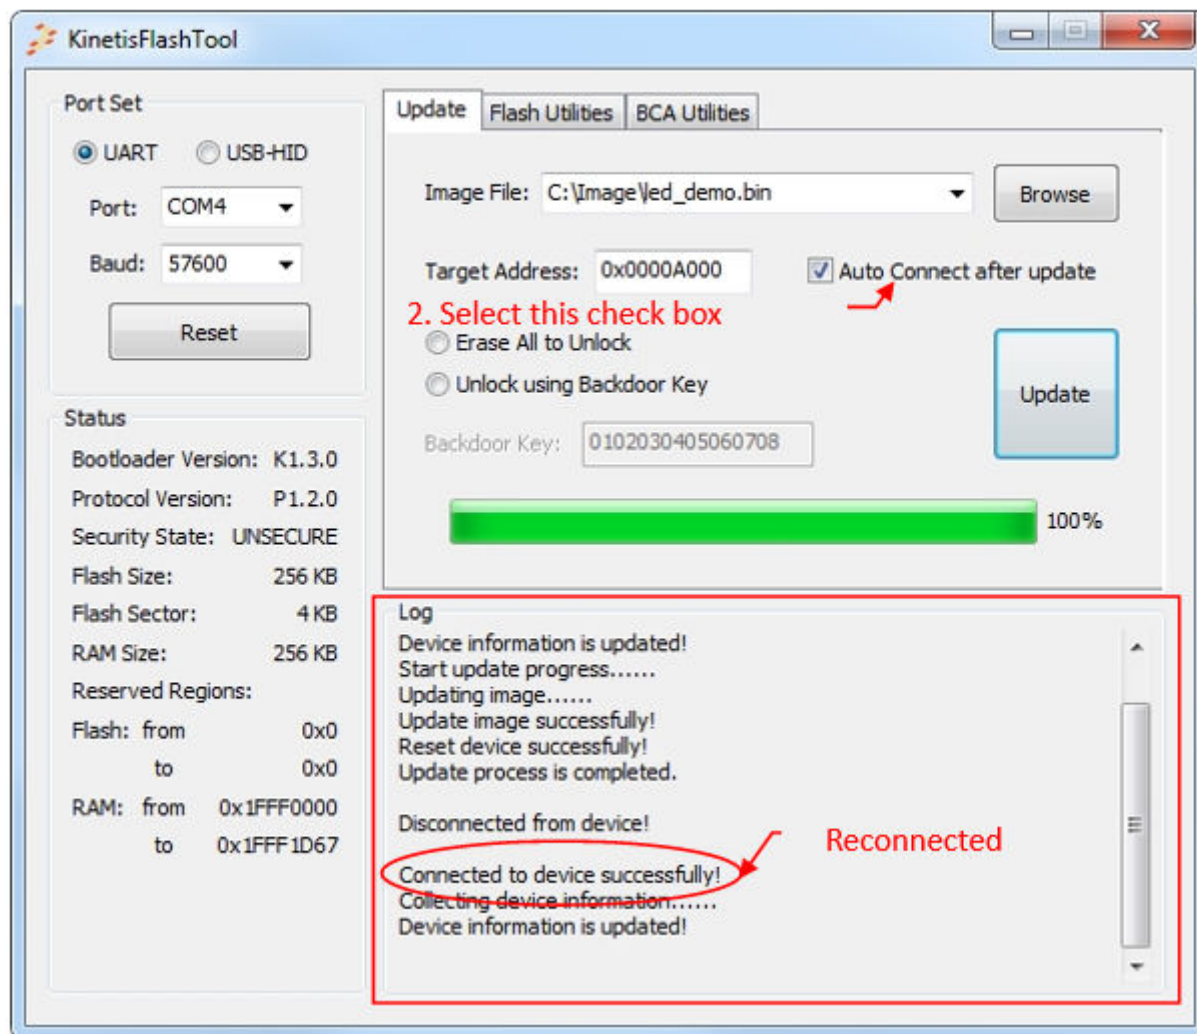 KinetisFlashTool
Port Set
UART USB-HID
Port: COM4
Baud: 57600
Reset
Status
Bootloader Version: K1.3.0
Protocol Version: P1.2.0
Security State: UNSECURE
Flash Size: 256 KB
Flash Sector: 4 KB
RAM Size: 256 KB
Reserved Regions:
Flash: from 0x0
to 0x0
RAM: from 0x1FFF0000
to 0x1FFF1D67
Update Flash Utilities BCA Utilities
Image File: C:\Image\led_demo.bin Browse
Target Address: 0x0000A000 Auto Connect after update
2. Select this check box
Erase All to Unlock
Unlock using Backdoor Key
Update
Backdoor Key: 0102030405060708
100%
Log
Device information is updated!
Start update progress......
Updating image......
Update image successfully!
Reset device successfully!
Update process is completed.
Disconnected from device!
Reconnected
Connected to device successfully!
Collecting device information......
Device information is updated!